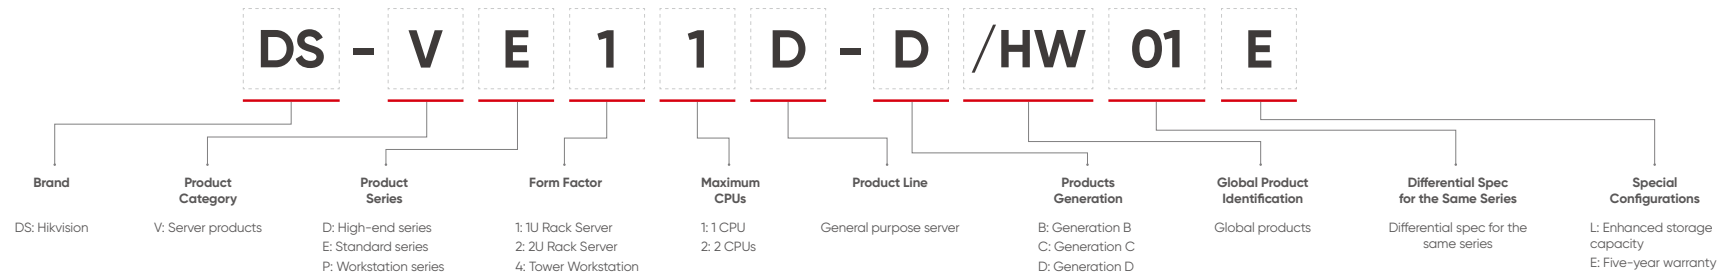 DS - V E 1 1 D - D /HW 01 E
Brand
DS: Hikvision
Product
Category
V: Server products
Product
Series
D: High-end series
E: Standard series
P: Workstation series
Form Factor
1: 1U Rack Server
2: 2U Rack Server
4: Tower Workstation
Maximum
CPUs
1: 1 CPU
2: 2 CPUs
Product Line
General purpose server
Products
Generation
B: Generation B
C: Generation C
D: Generation D
Global Product
Identification
Global products
Differential Spec
for the Same Series
Differential spec for the
same series
Special
Configurations
L: Enhanced storage
capacity
E: Five-year warranty